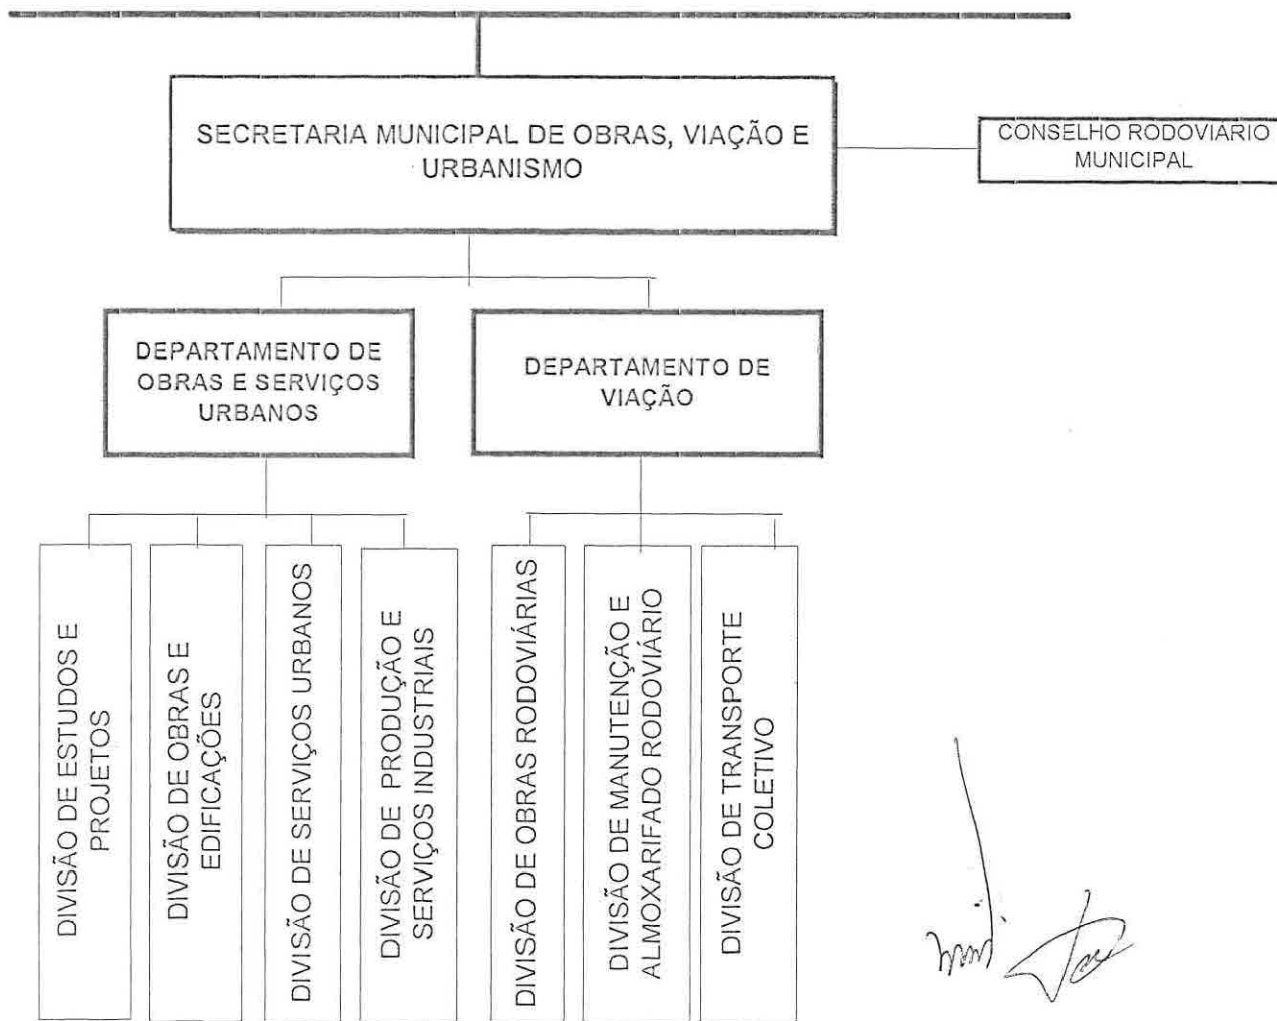 SECRETARIA MUNICIPAL DE OBRAS, VIAÇÃO E
URBANISMO
CONSELHO RODOVIARIO
MUNICIPAL
DEPARTAMENTO DE
OBRAS E SERVIÇOS
URBANOS
DEPARTAMENTO DE
VIAÇÃO
DIVISÃO DE ESTUDOS E
PROJETOS
DIVISÃO DE OBRAS E
EDIFICAÇÕES
DIVISÃO DE SERVIÇOS URBANOS
DIVISÃO DE PRODUÇÃO E
SERVIÇOS INDUSTRIAIS
DIVISÃO DE OBRAS RODOVIÁRIAS
DIVISÃO DE MANUTENÇÃO E
ALMOXARIFADO RODOVIÁRIO
DIVISÃO DE TRANSPORTE
COLETIVO